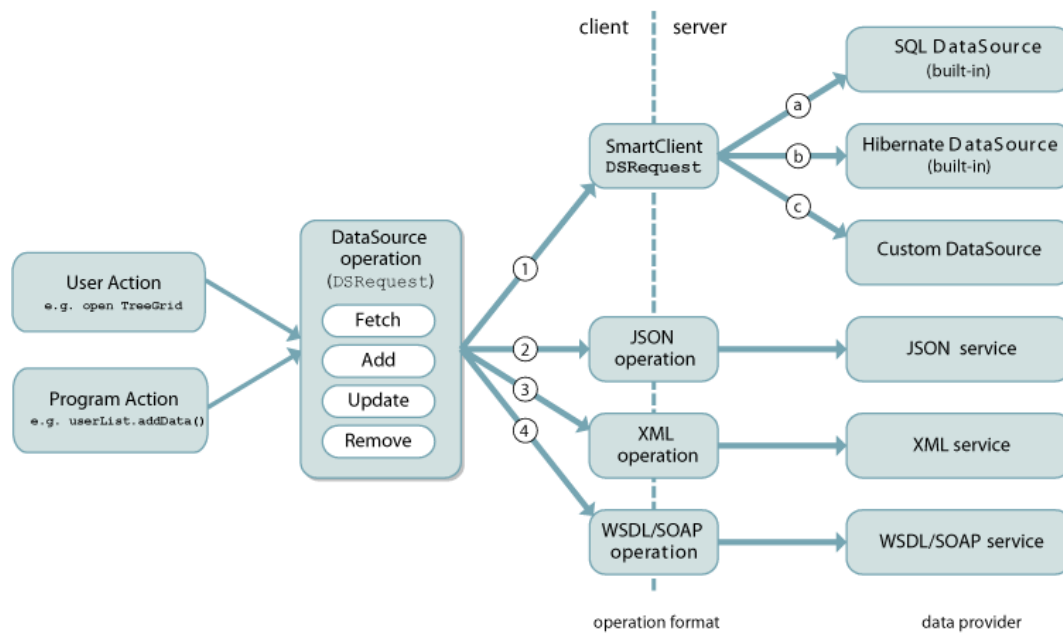 client
server
SQL DataSource
(built-in)
a
SmartClient
DSRequest
b
Hibernate DataSource
(built-in)
c
Custom DataSource
DataSource
operation
(DSRequest)
Fetch
Add
Update
Remove
User Action
e.g. open TreeGrid
Program Action
e.g. userList.addData()
1
2
JSON
operation
JSON service
3
XML
operation
XML service
4
WSDL/SOAP
operation
WSDL/SOAP service
operation format
data provider